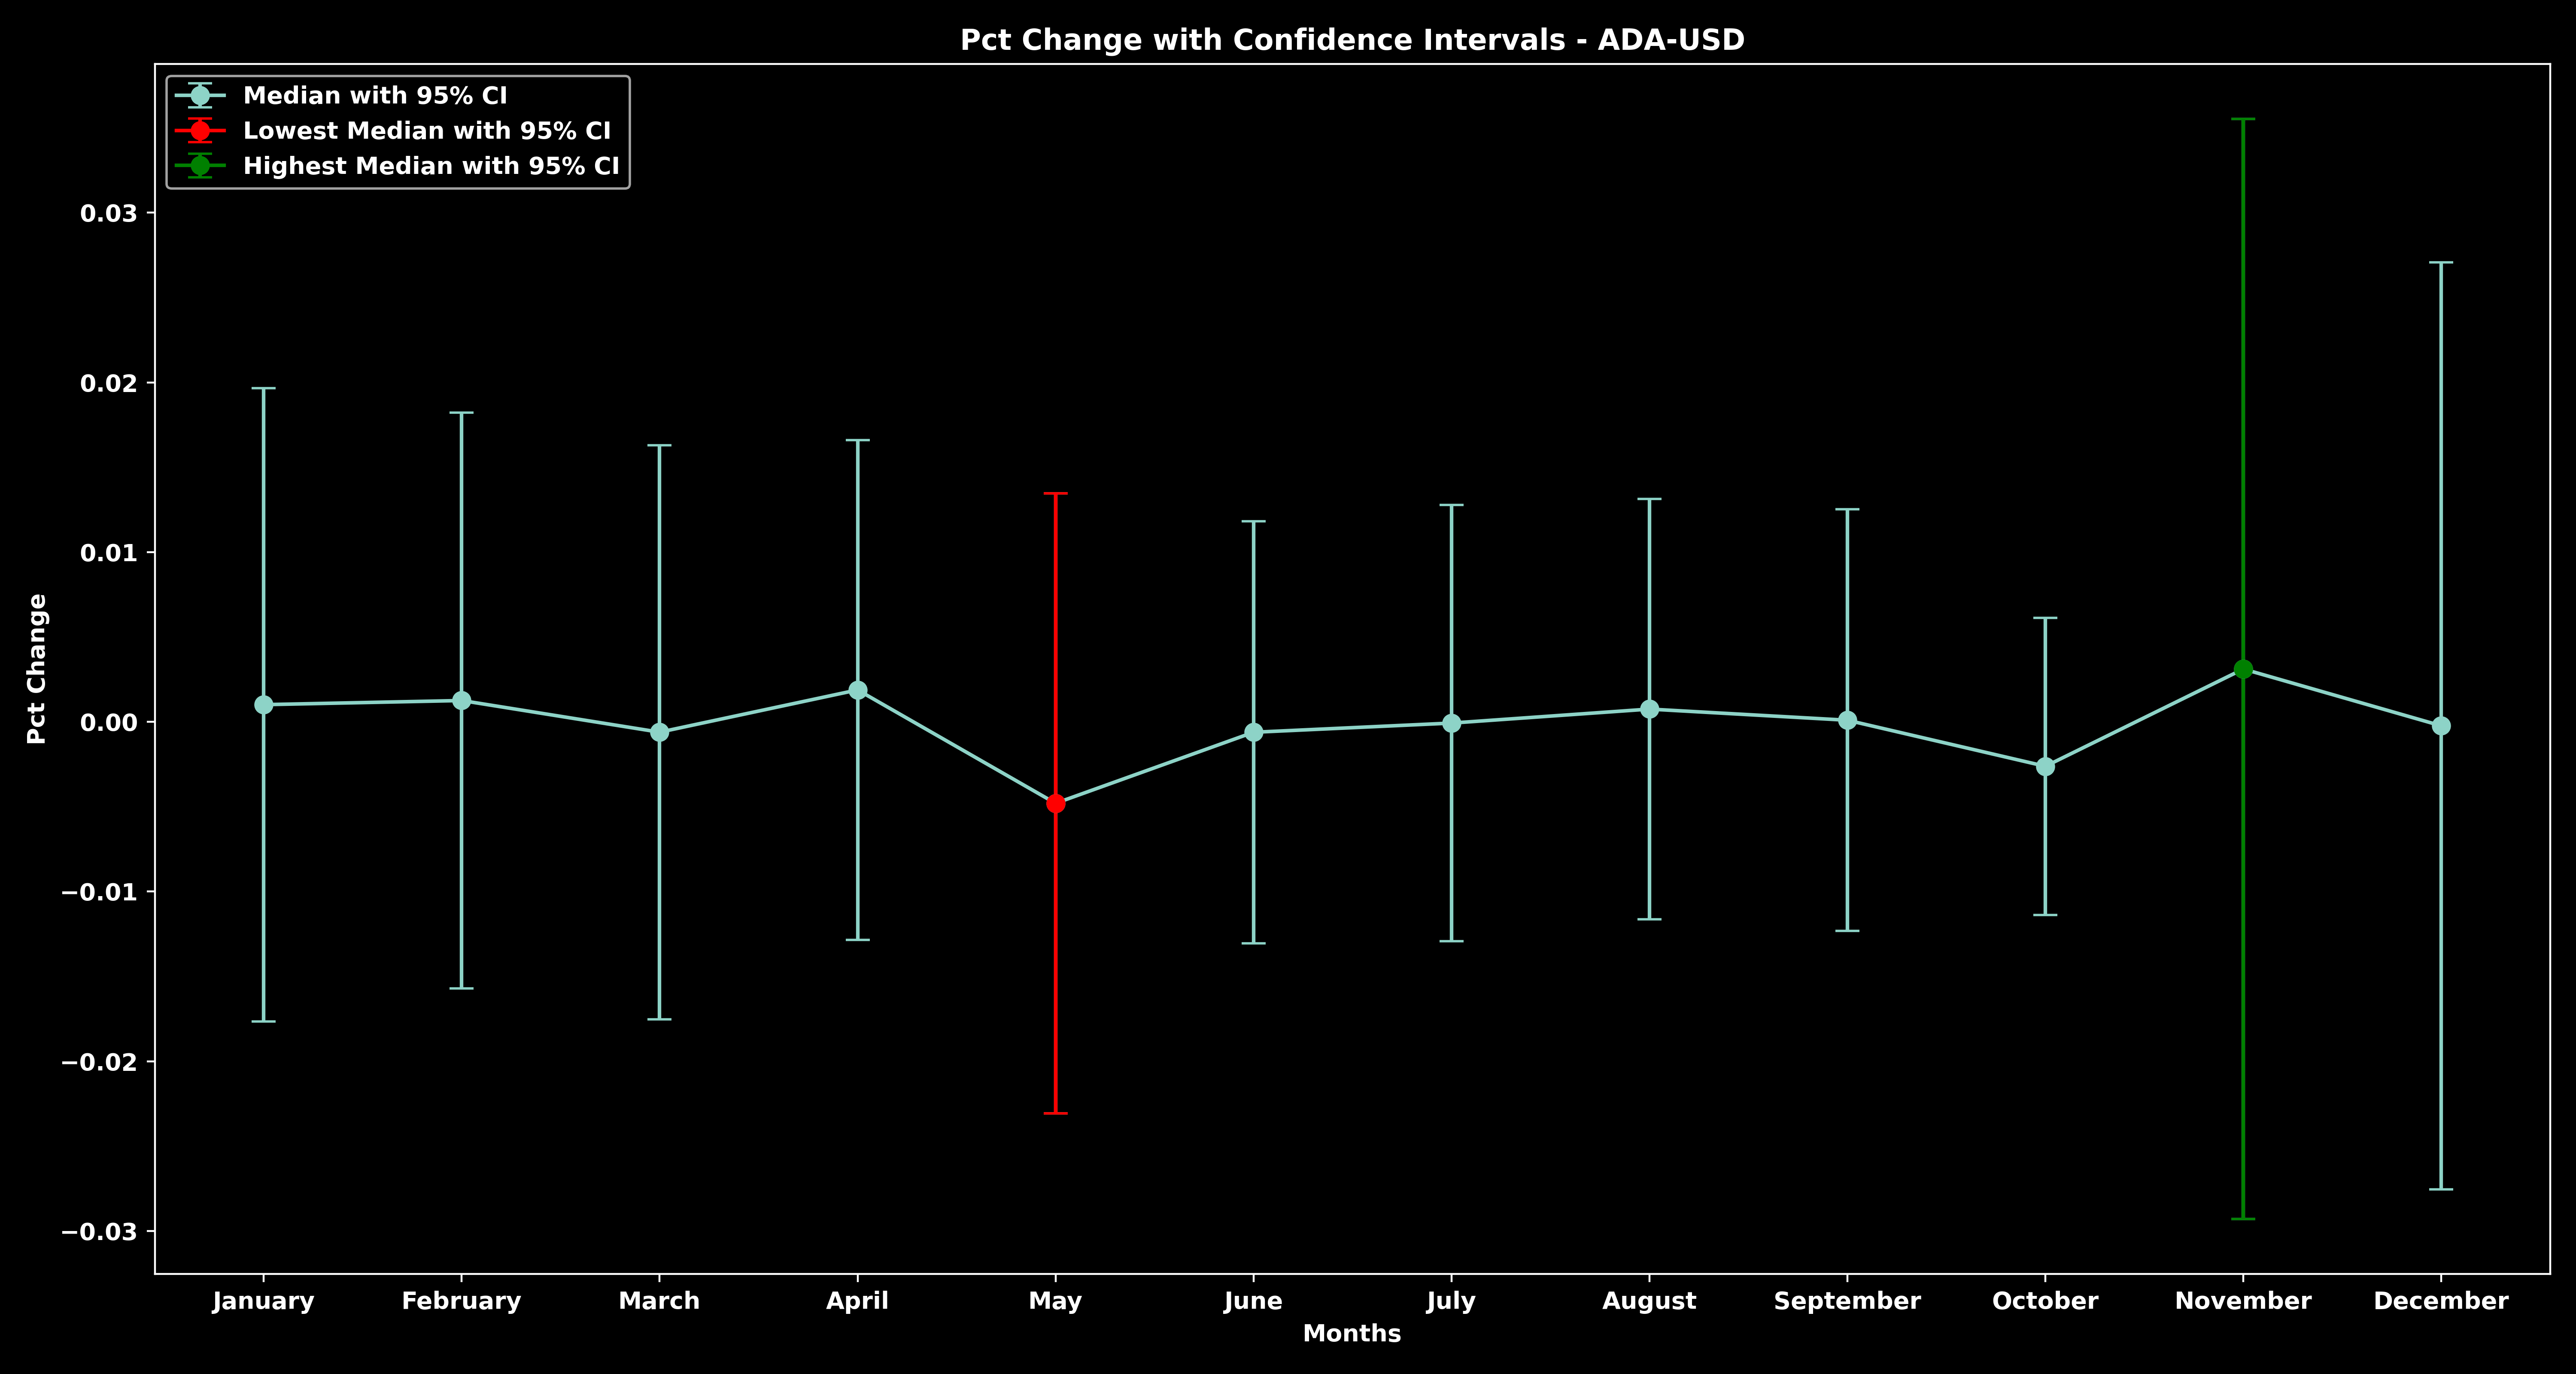 Pct Change with Confidence Intervals - ADA-USD
Median with 95% CI
Lowest Median with 95% CI
Highest Median with 95% CI
0.03
0.02
0.01
0.00
−0.01
−0.02
−0.03
Pct Change
January February March April May June July August September October November December
Months